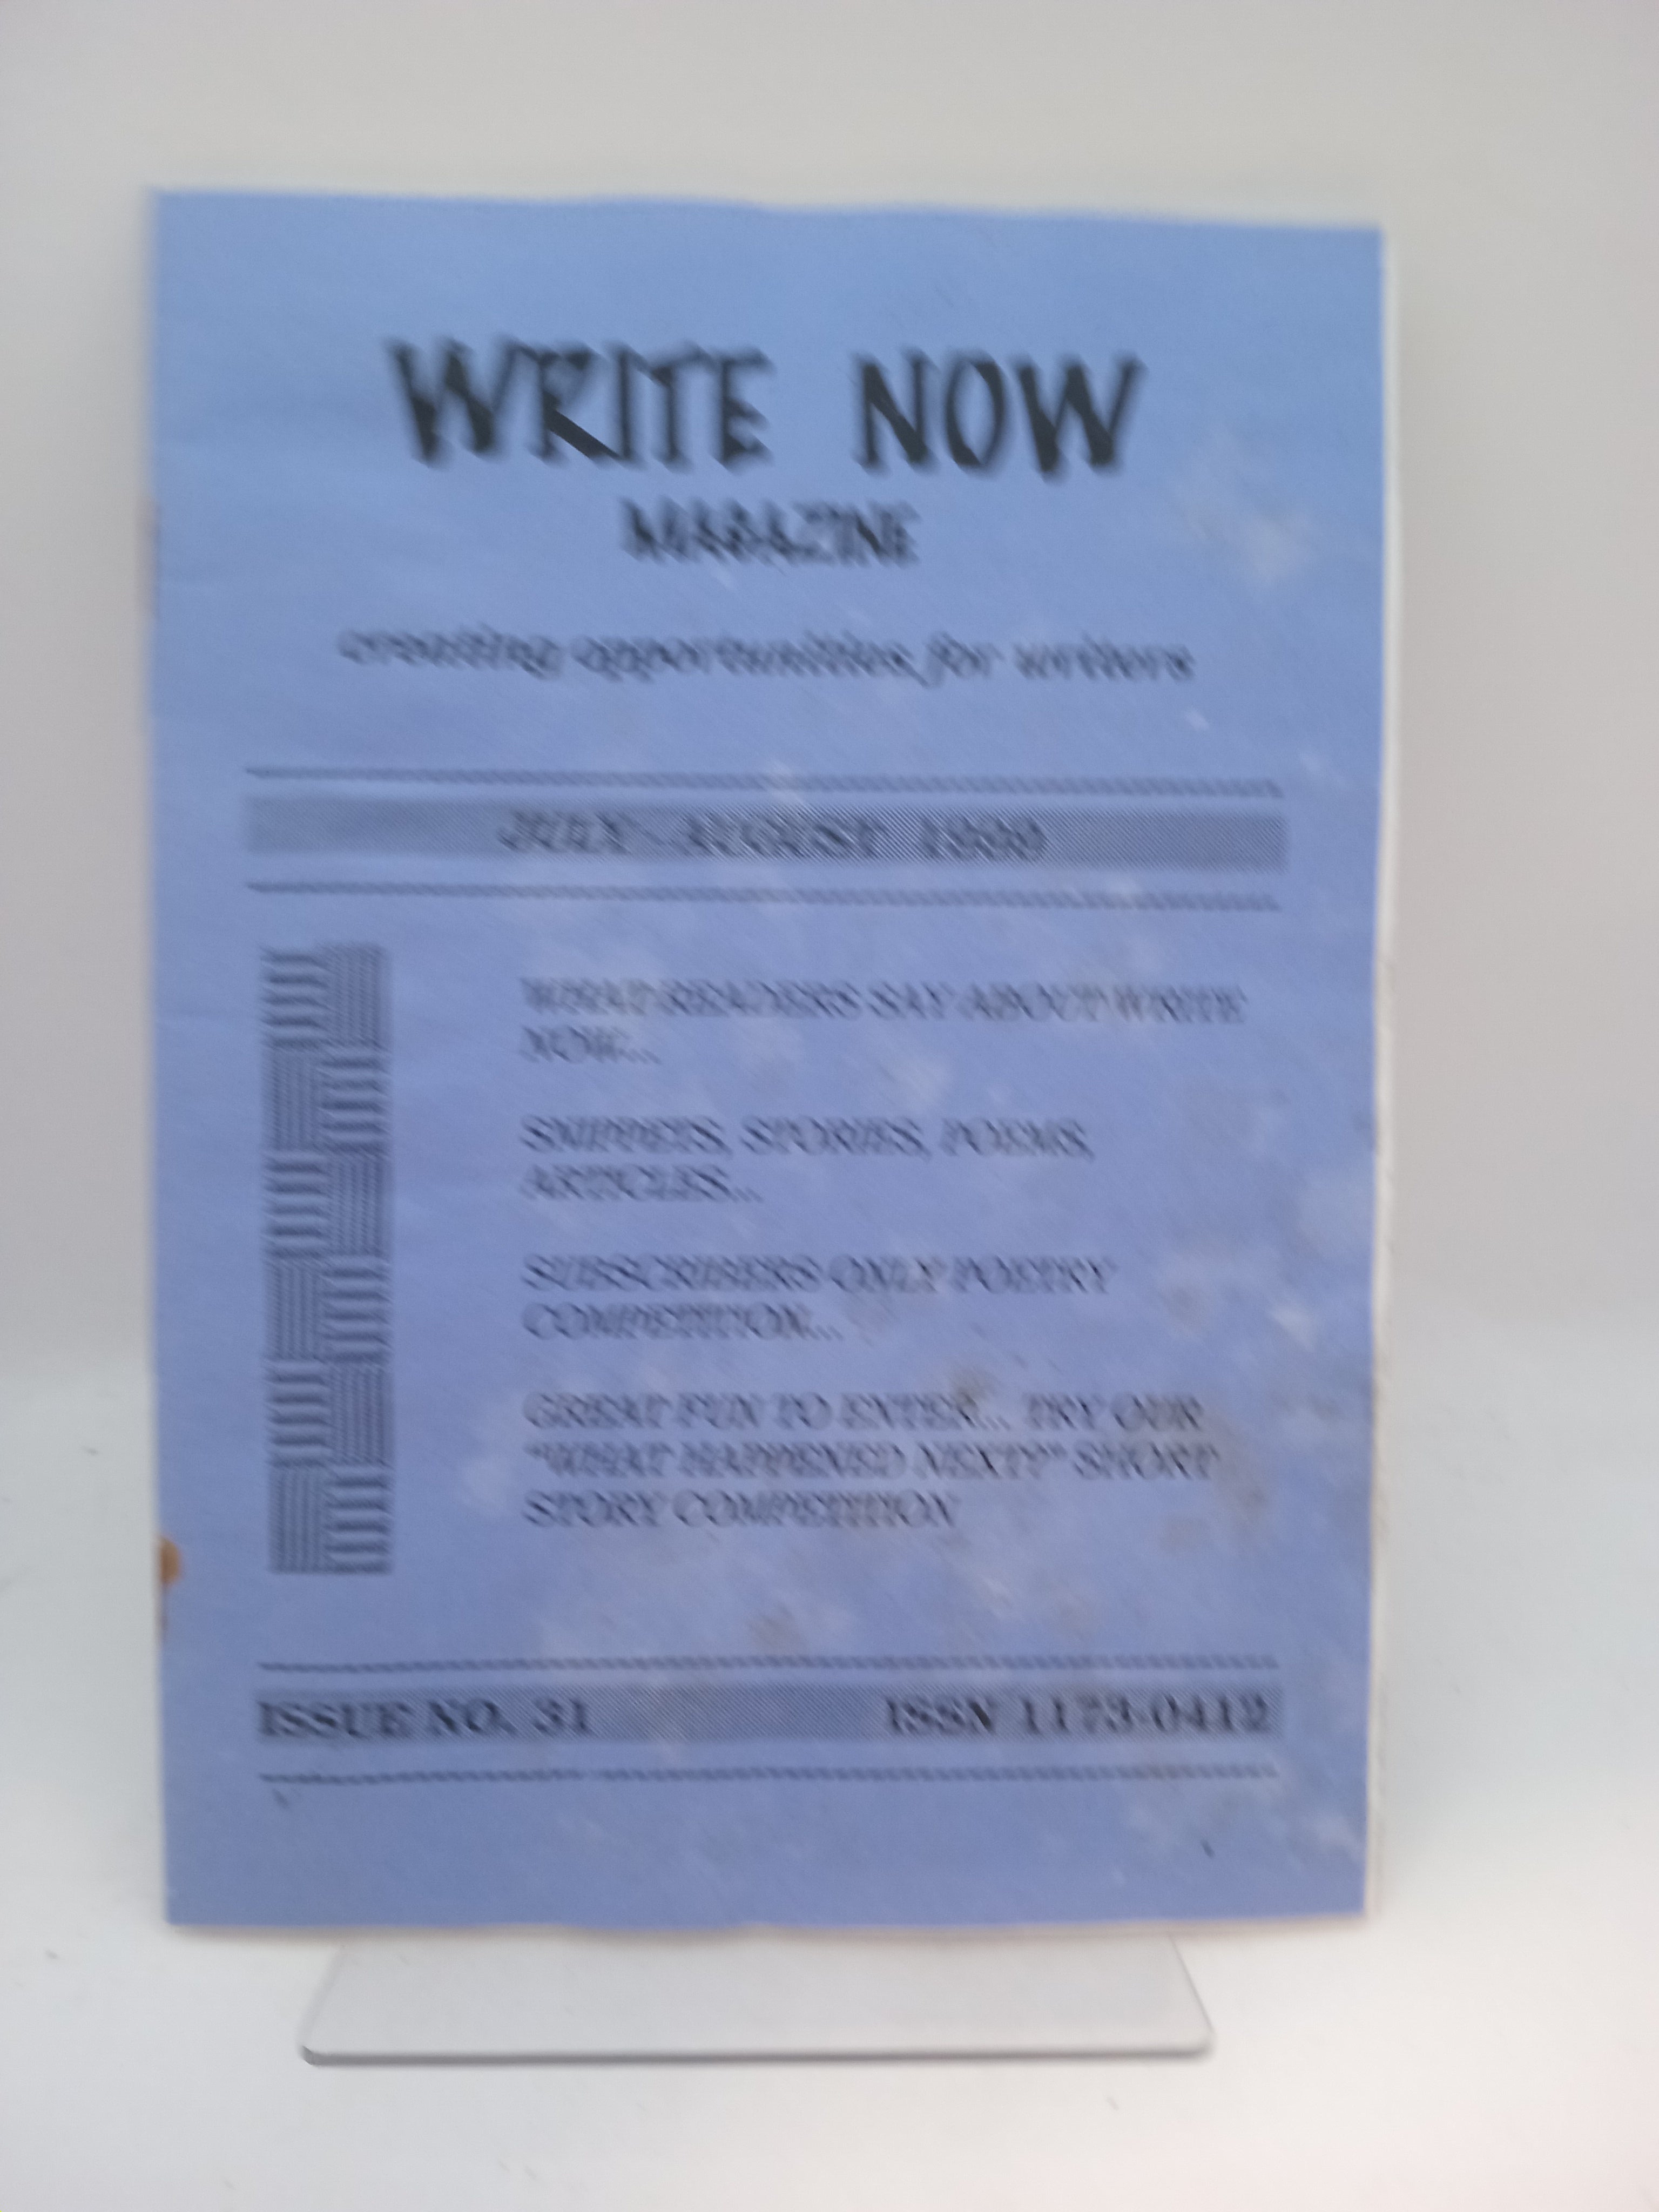 WRITE NOW
MAGAZINE
creating opportunities for writers
JULY - AUGUST
WHAT READERS SAY ABOUT WRITE
NOW...
SNIPPETS, STORIES, POEMS,
ARTICLES...
SUBSCRIBERS ONLY POETRY
COMPETITION...
GREAT FUN TO ENTER... TRY OUR
"WHAT HAPPENED NEXT?" SHORT
STORY COMPETITION
ISSUE NO. 31 ISSN 1173-0412